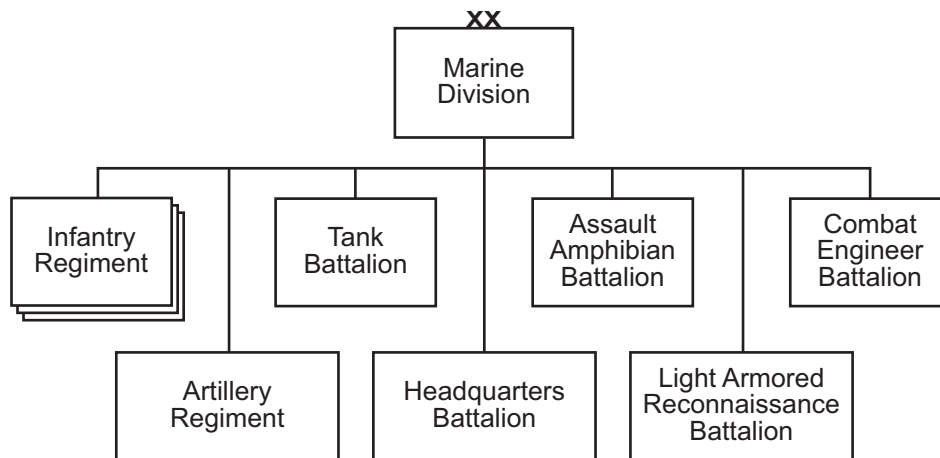 XX
Marine
Division
Infantry
Regiment
Tank
Battalion
Assault
Amphibian
Battalion
Combat
Engineer
Battalion
Artillery
Regiment
Headquarters
Battalion
Light Armored
Reconnaissance
Battalion